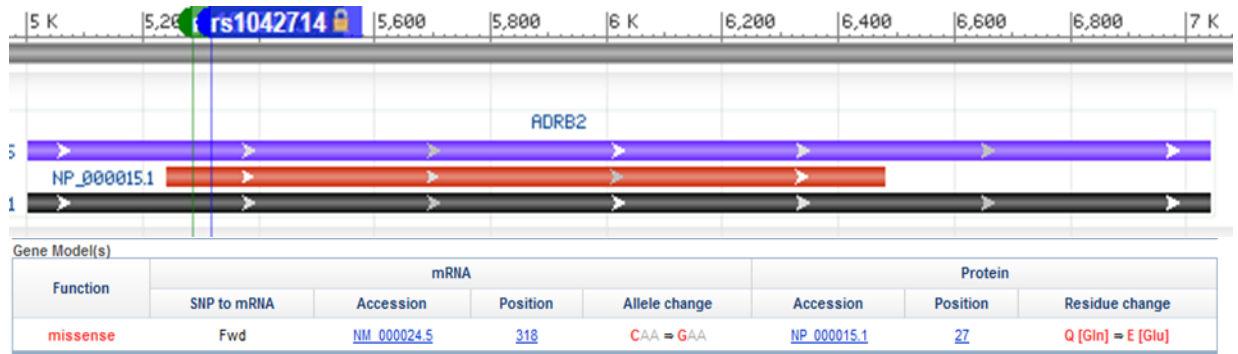 5 K 5,20 rs1042714 5,600 5,800 6 K 6,200 6,400 6,600 6,800 7 K
ADRB2
NP_000015.1
1
Gene Model(s)
Function mRNA Protein
SNP to mRNA Accession Position Allele change Accession Position Residue change
missense Fwd NM_000024.5 318 CAA ⇒ GAA NP_000015.1 27 Q [Gln] ⇒ E [Glu]